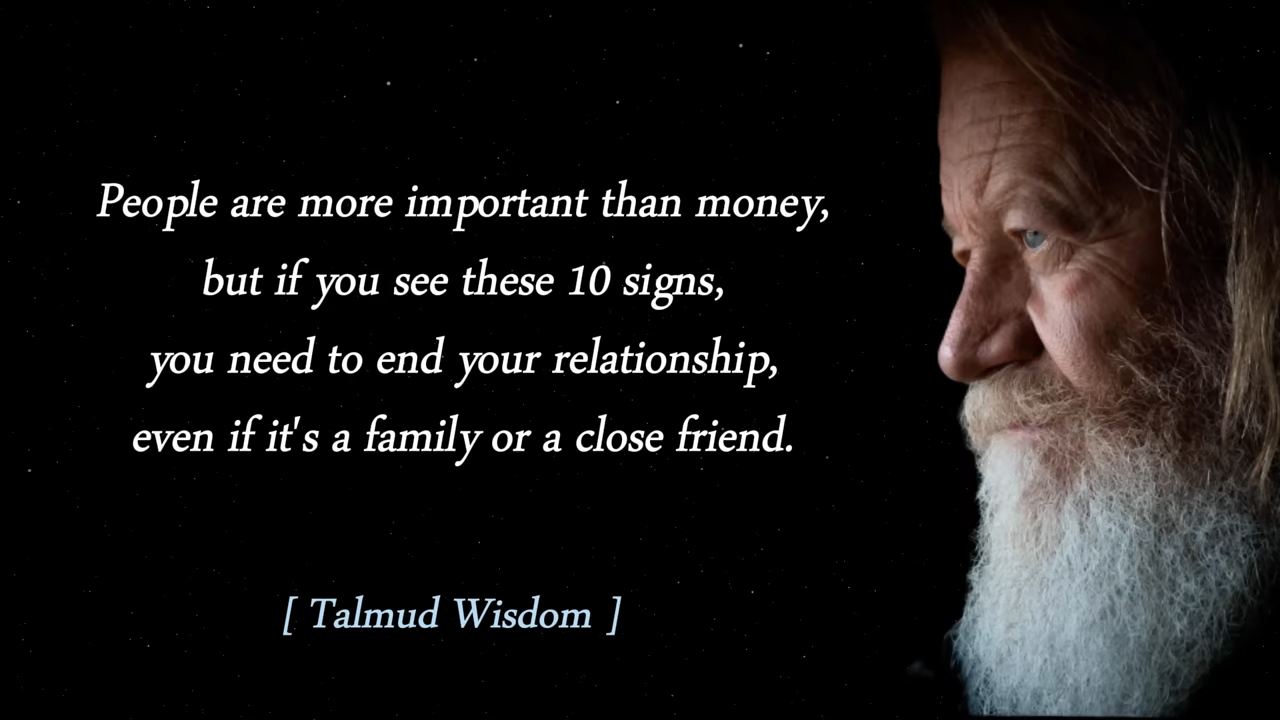 People are more important than money,
but if you see these 10 signs,
you need to end your relationship,
even if it's a family or a close friend.
[ Talmud Wisdom ]